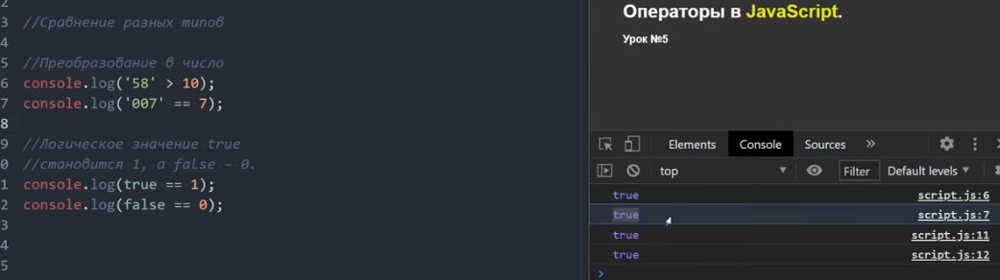 2
3 //Сравнение разных типов
4
5 //Преобразование в число
6 console.log('58' > 10);
7 console.log('007' == 7);
8
9 //Логическое значение true
0 //становится 1, а false – 0.
1 console.log(true == 1);
2 console.log(false == 0);
3
4
5
Операторы в JavaScript.
Урок №5
Elements Console Sources »
top Filter Default levels
true script.js:6
true script.js:7
true script.js:11
true script.js:12
›